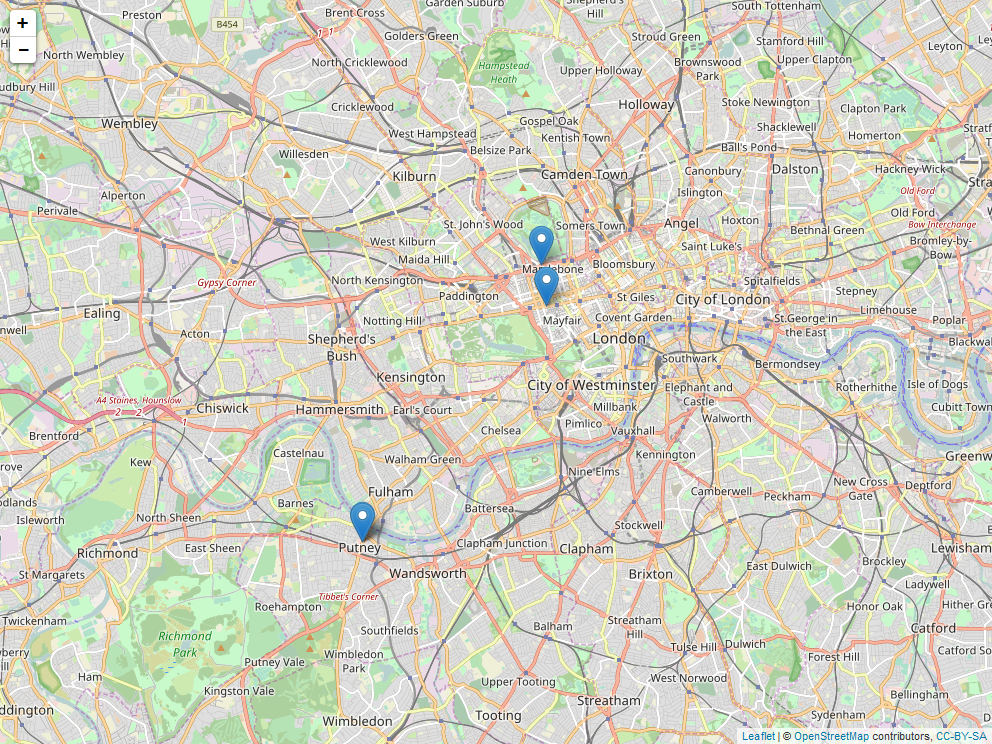 Preston
Brent Cross
Garden Suburb
Shepherd's
Hill
South Tottenham
+
−
B454
1 1
Golders Green
Stroud Green
Stamford Hill
Leyton
North Wembley
North Cricklewood
Hampstead
Heath
Upper Holloway
Brownswood
Park
Upper Clapton
Sudbury Hill
Cricklewood
Holloway
Stoke Newington
Clapton Park
Wembley
West Hampstead
Gospel Oak
Kentish Town
Shacklewell
Homerton
Willesden
Belsize Park
Ball's Pond
Kilburn
Camden Town
Canonbury
Dalston
Hackney Wick
Alperton
Islington
Old Ford
Perivale
St. John's Wood
Somers Town
Angel
Hoxton
Old Ford
Bethnal Green
Bow Interchange
West Kilburn
Saint Luke's
Bromley-by-
Bow
Maida Hill
Marylebone
Bloomsbury
Gypsy Corner
North Kensington
Paddington
St Giles
City of London
Spitalfields
Stepney
Ealing
Notting Hill
Mayfair
Covent Garden
St.George in
the East
Limehouse
Poplar
Acton
Shepherd's
Bush
London
Southwark
Bermondsey
Kensington
City of Westminster
Elephant and
Castle
Rotherhithe
Isle of Dogs
A4 Staines, Hounslow
2 2
1
Chiswick
Hammersmith
Earl's Court
Millbank
Walworth
Cubitt Town
Brentford
Chelsea
Pimlico
Vauxhall
Kew
Castelnau
Walham Green
Kennington
Nine Elms
Fulham
Camberwell
Peckham
New Cross
Gate
Deptford
Isleworth
North Sheen
Barnes
Battersea
Stockwell
Richmond
East Sheen
Putney
Clapham Junction
Clapham
Lewisham
St Margarets
Wandsworth
Brixton
East Dulwich
Brockley
Ladywell
Tibbet's Corner
Roehampton
Honor Oak
Twickenham
Southfields
Streatham
Hill
Catford
Richmond
Park
Balham
Tulse Hill
Dulwich
Putney Vale
Wimbledon
Park
Forest Hill
Ham
Kingston Vale
Upper Tooting
West Norwood
Bellingham
Streatham
Wimbledon
Tooting
Sydenham
Leaflet | © OpenStreetMap contributors, CC-BY-SA